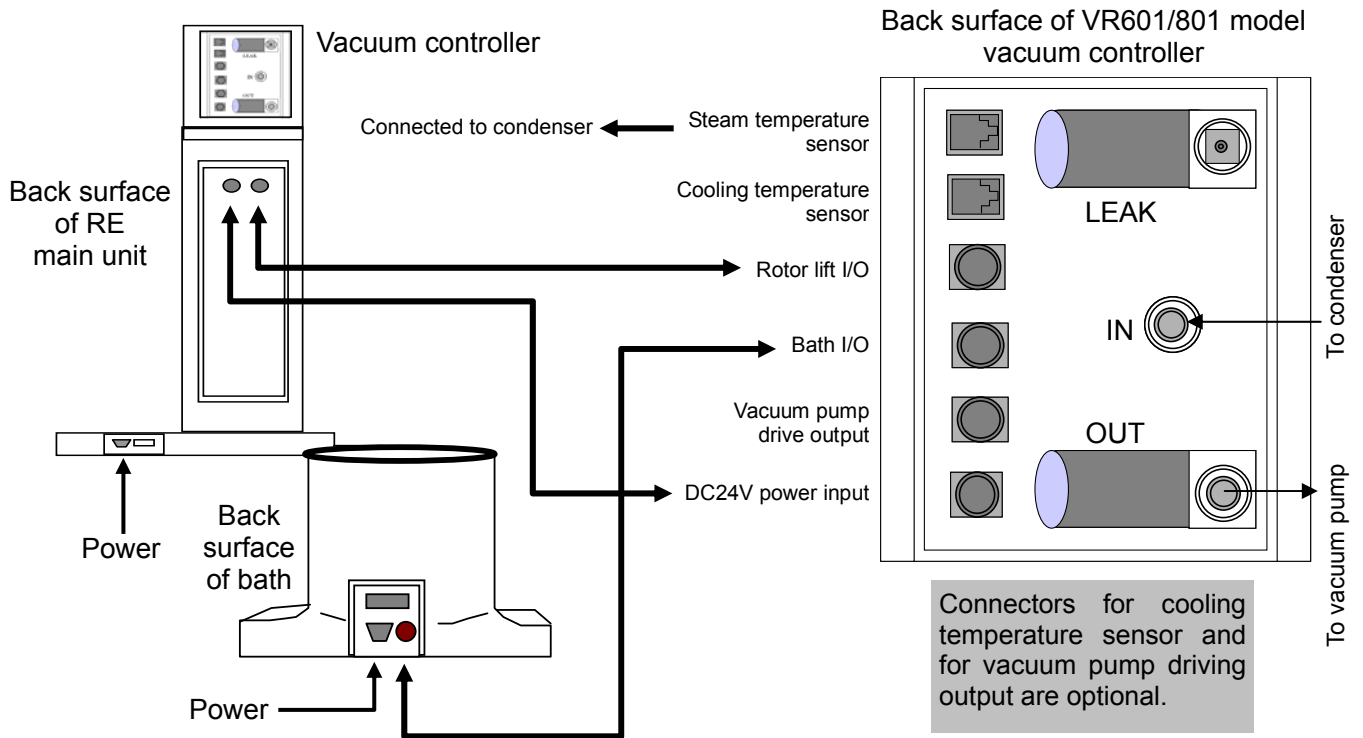 Vacuum controller
LEAK
IN
OUT
Back surface
of RE
main unit
Connected to condenser
Steam temperature
sensor
Cooling temperature
sensor
Rotor lift I/O
Bath I/O
Vacuum pump
drive output
DC24V power input
Power
Back
surface
of bath
Power
Back surface of VR601/801 model
vacuum controller
LEAK
IN
OUT
To condenser
To vacuum pump
Connectors for cooling
temperature sensor and
for vacuum pump driving
output are optional.